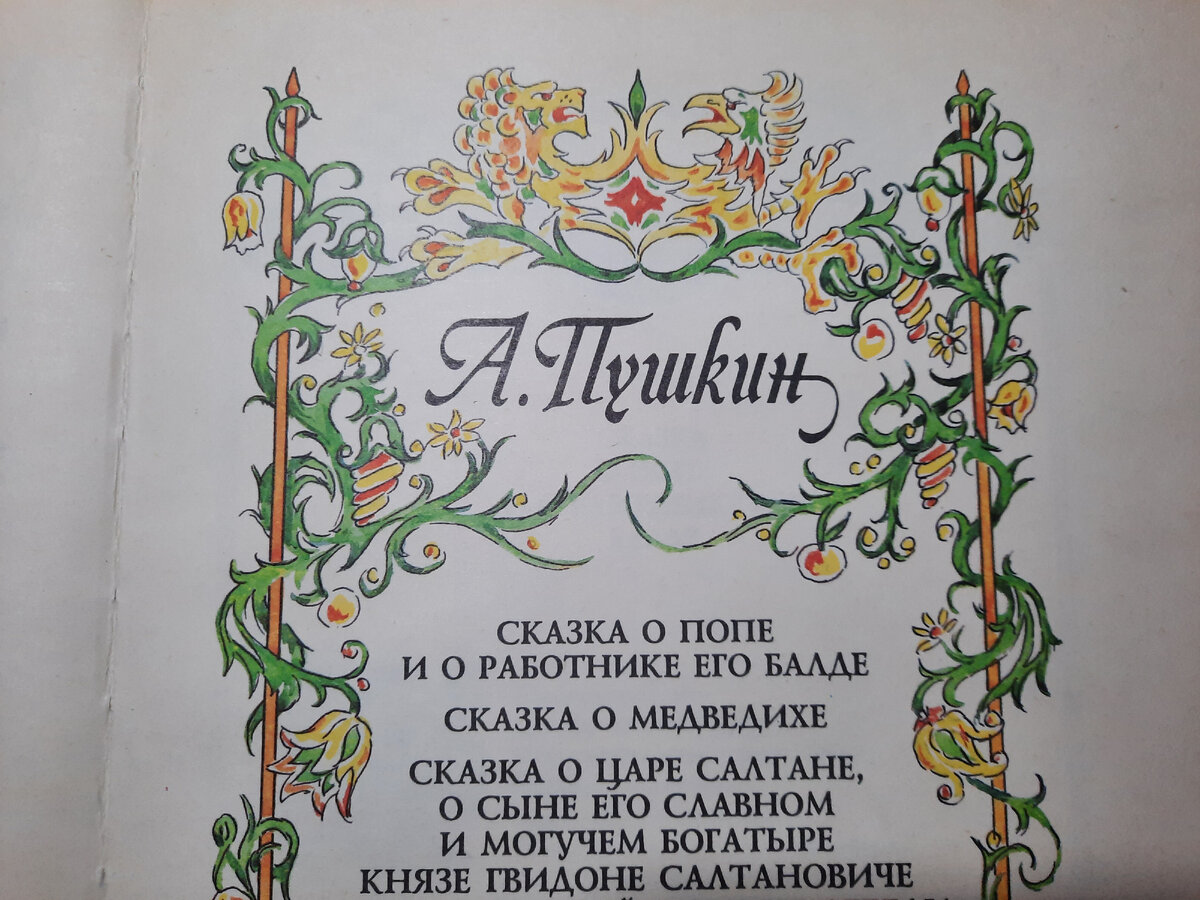 А. Пушкин
СКАЗКА О ПОПЕ
И О РАБОТНИКЕ ЕГО БАЛДЕ
СКАЗКА О МЕДВЕДИХЕ
СКАЗКА О ЦАРЕ САЛТАНЕ,
О СЫНЕ ЕГО СЛАВНОМ
И МОГУЧЕМ БОГАТЫРЕ
КНЯЗЕ ГВИДОНЕ САЛТАНОВИЧЕ